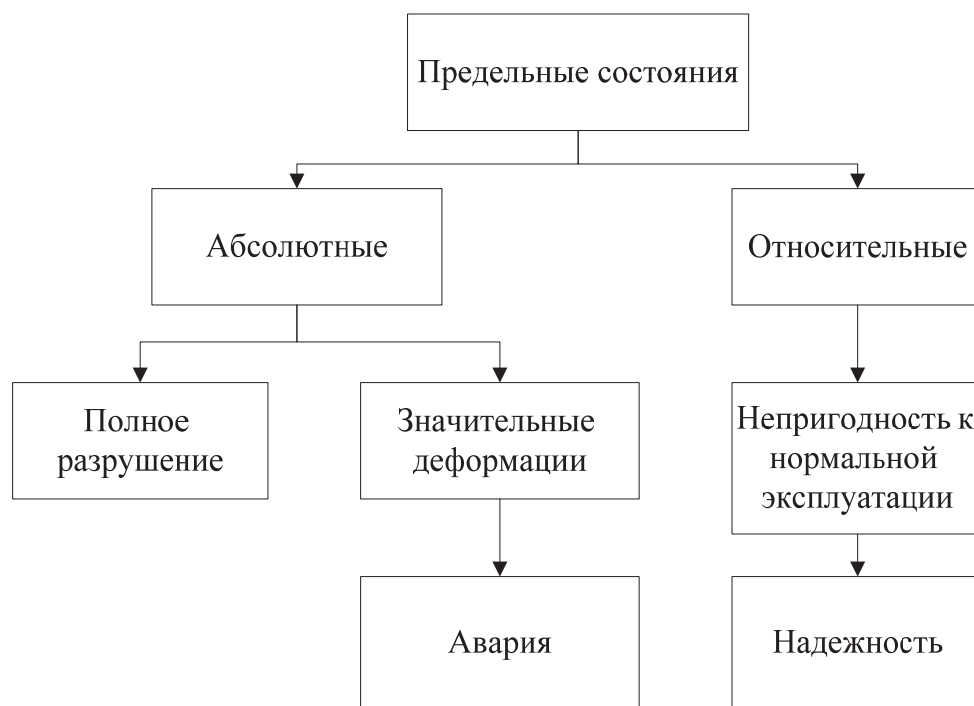 Предельные состояния
Абсолютные
Относительные
Полное
разрушение
Значительные
деформации
Непригодность к
нормальной
эксплуатации
Авария
Надежность